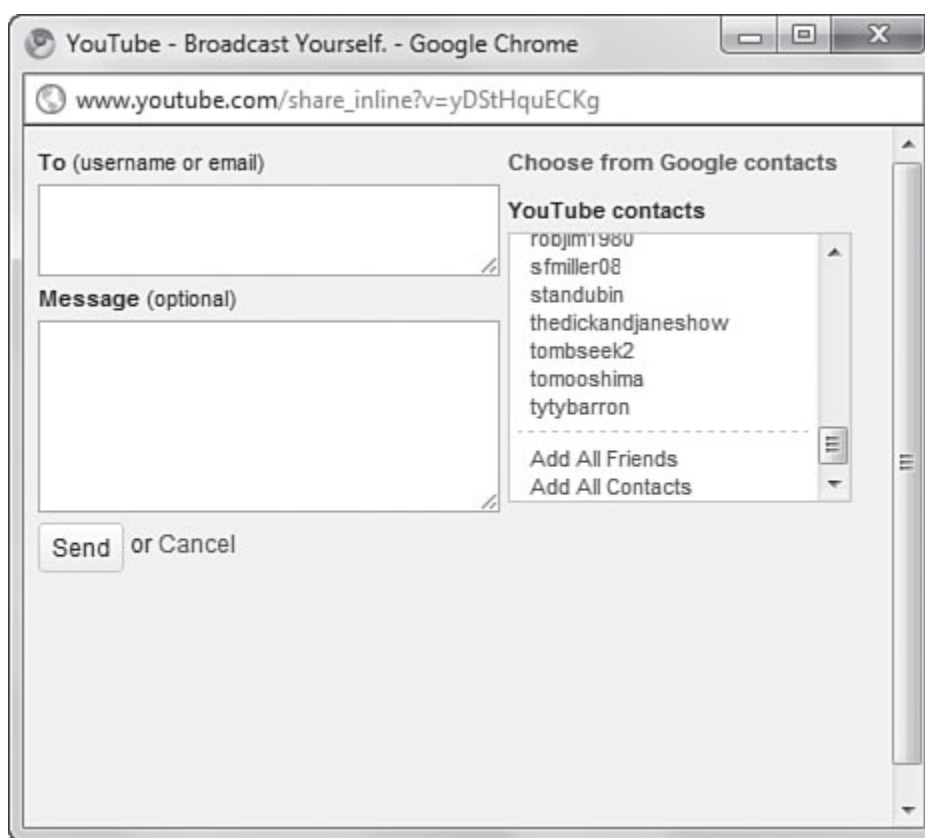 YouTube - Broadcast Yourself. - Google Chrome
www.youtube.com/share_inline?v=yDStHquECKg
To (username or email)
Message (optional)
Send or Cancel
Choose from Google contacts
YouTube contacts
robjim1980
sfmiller08
standubin
thedickandjaneshow
tombseek2
tomooshima
tytybarron
Add All Friends
Add All Contacts